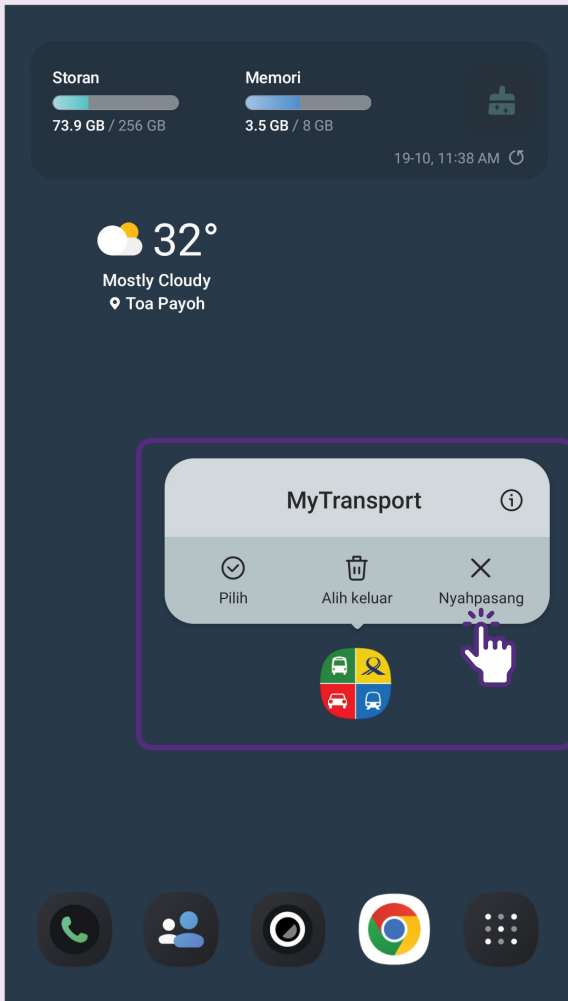 Storan
Memori
73.9 GB / 256 GB
3.5 GB / 8 GB
19-10, 11:38 AM
32°
Mostly Cloudy
Toa Payoh
MyTransport
Pilih
Alih keluar
Nyahpasang